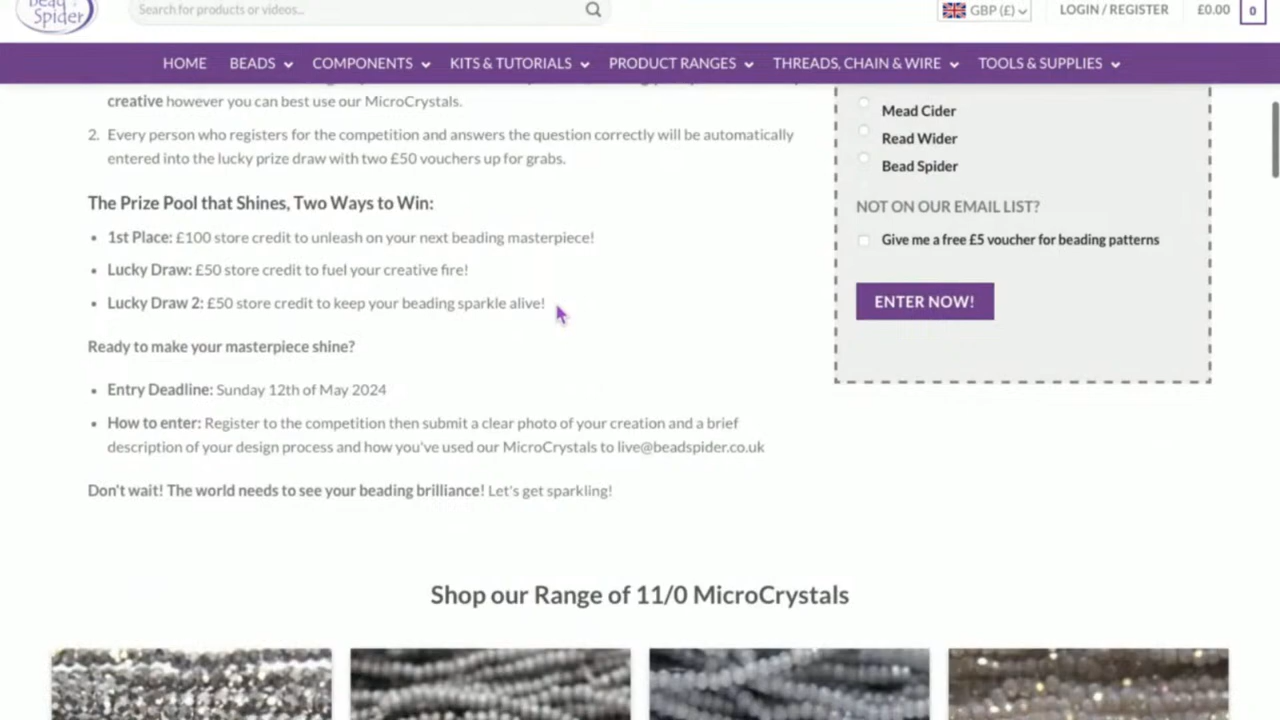 Bead
Spider
Search for products or videos...
GBP (£)
LOGIN / REGISTER
£0.00
0
HOME
BEADS
COMPONENTS
KITS & TUTORIALS
PRODUCT RANGES
THREADS, CHAIN & WIRE
TOOLS & SUPPLIES
creative however you can best use our MicroCrystals.
2. Every person who registers for the competition and answers the question correctly will be automatically
entered into the lucky prize draw with two £50 vouchers up for grabs.
The Prize Pool that Shines, Two Ways to Win:
• 1st Place: £100 store credit to unleash on your next beading masterpiece!
• Lucky Draw: £50 store credit to fuel your creative fire!
• Lucky Draw 2: £50 store credit to keep your beading sparkle alive!
Ready to make your masterpiece shine?
• Entry Deadline: Sunday 12th of May 2024
• How to enter: Register to the competition then submit a clear photo of your creation and a brief
description of your design process and how you've used our MicroCrystals to live@beadspider.co.uk
Don't wait! The world needs to see your beading brilliance! Let's get sparkling!
Mead Cider
Read Wider
Bead Spider
NOT ON OUR EMAIL LIST?
Give me a free £5 voucher for beading patterns
ENTER NOW!
Shop our Range of 11/0 MicroCrystals